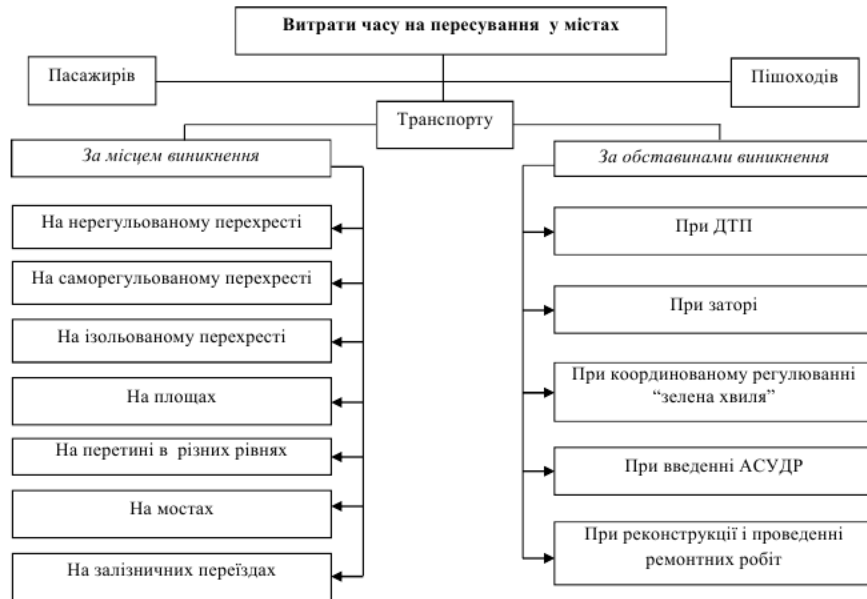 Витрати часу на пересування у містах
Пасажирів
Пішоходів
Транспорту
За місцем виникнення
За обставинами виникнення
На нерегульованому перехресті
На саморегульованому перехресті
На ізольованому перехресті
На площах
На перетині в різних рівнях
На мостах
На залізничних переїздах
При ДТП
При заторі
При координованому регулюванні
“зелена хвиля”
При введенні АСУДР
При реконструкції і проведенні
ремонтних робіт